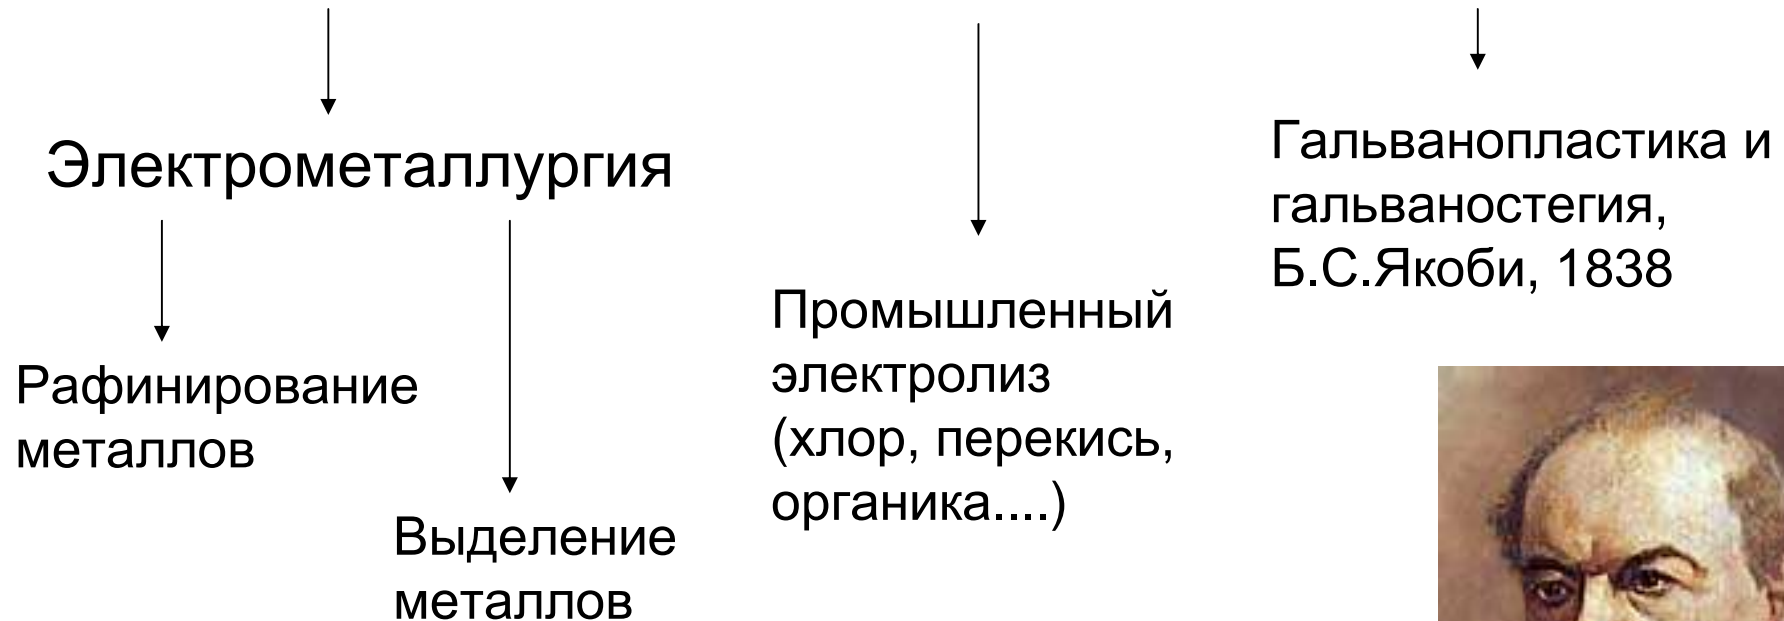 Электрометаллургия
Рафинирование
металлов
Выделение
металлов
Промышленный
электролиз
(хлор, перекись,
органика....)
Гальванопластика и
гальваностегия,
Б.С.Якоби, 1838